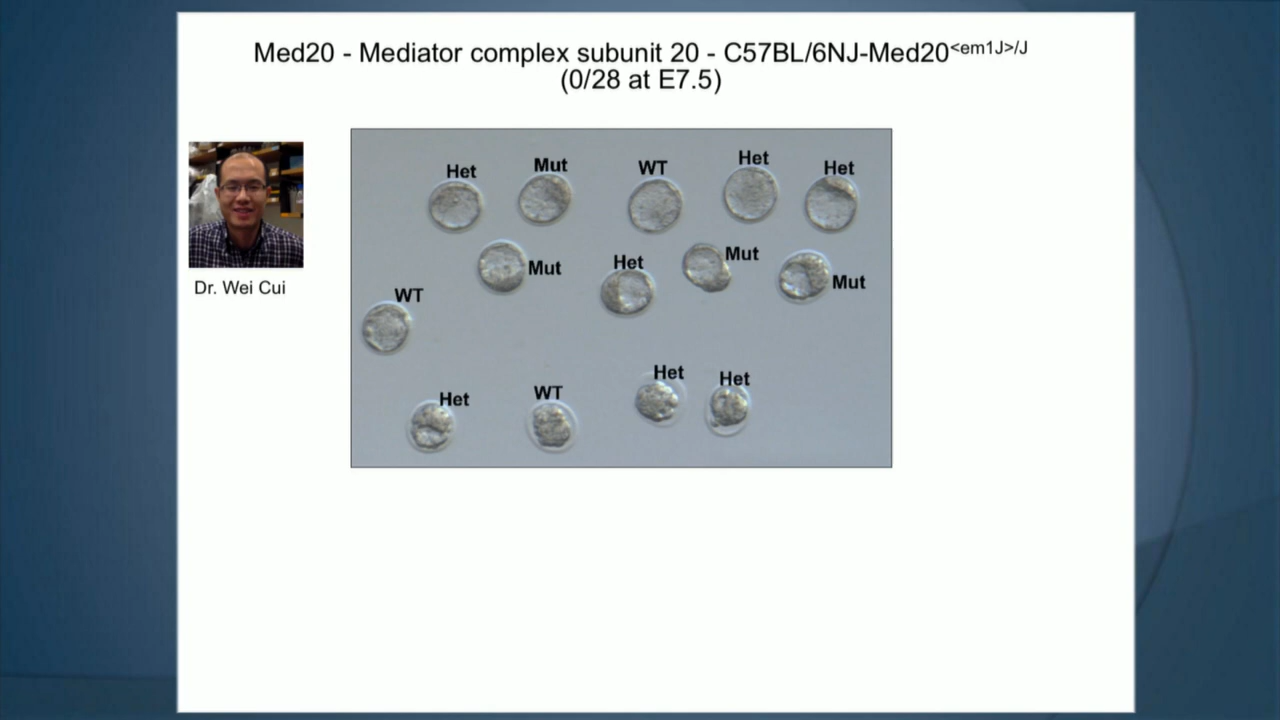 Med20 - Mediator complex subunit 20 - C57BL/6NJ-Med20<em1J>/J
(0/28 at E7.5)
Het Mut WT Het Het
Mut Het Mut Mut
WT
Het WT Het Het
Dr. Wei Cui